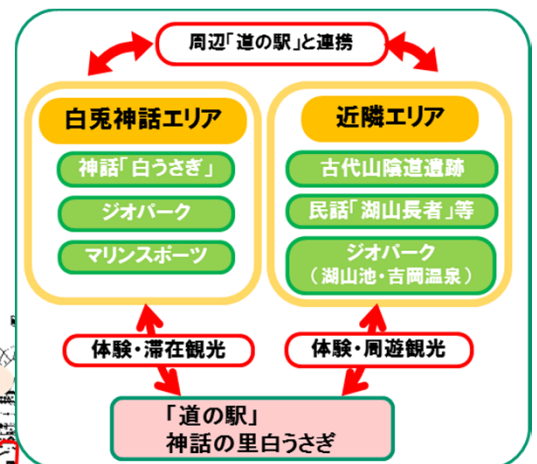 周辺「道の駅」と連携
白兎神話エリア
神話「白うさぎ」
ジオパーク
マリンスポーツ
近隣エリア
古代山陰道遺跡
民話「湖山長者」等
ジオパーク
（湖山池・吉岡温泉）
体験・滞在観光
体験・周遊観光
「道の駅」
神話の里白うさぎ